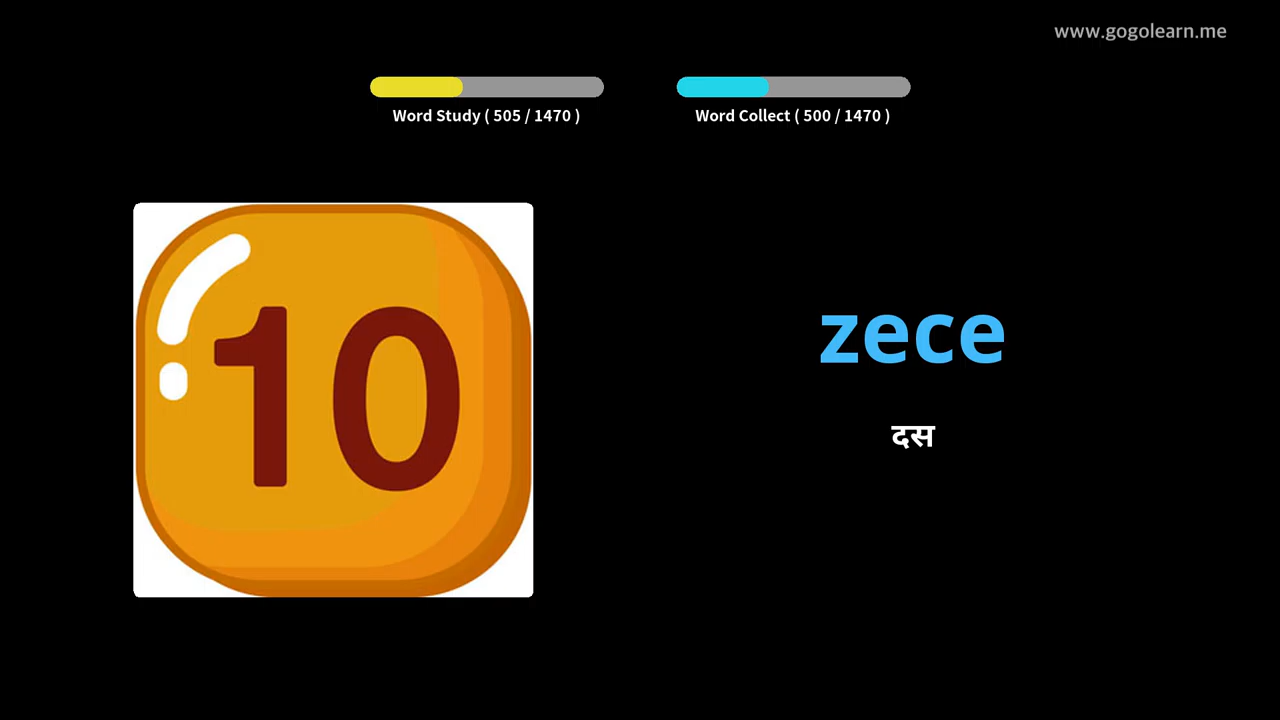 www.gogolearn.me
Word Study ( 505 / 1470 )
Word Collect ( 500 / 1470 )
10
zece
दस